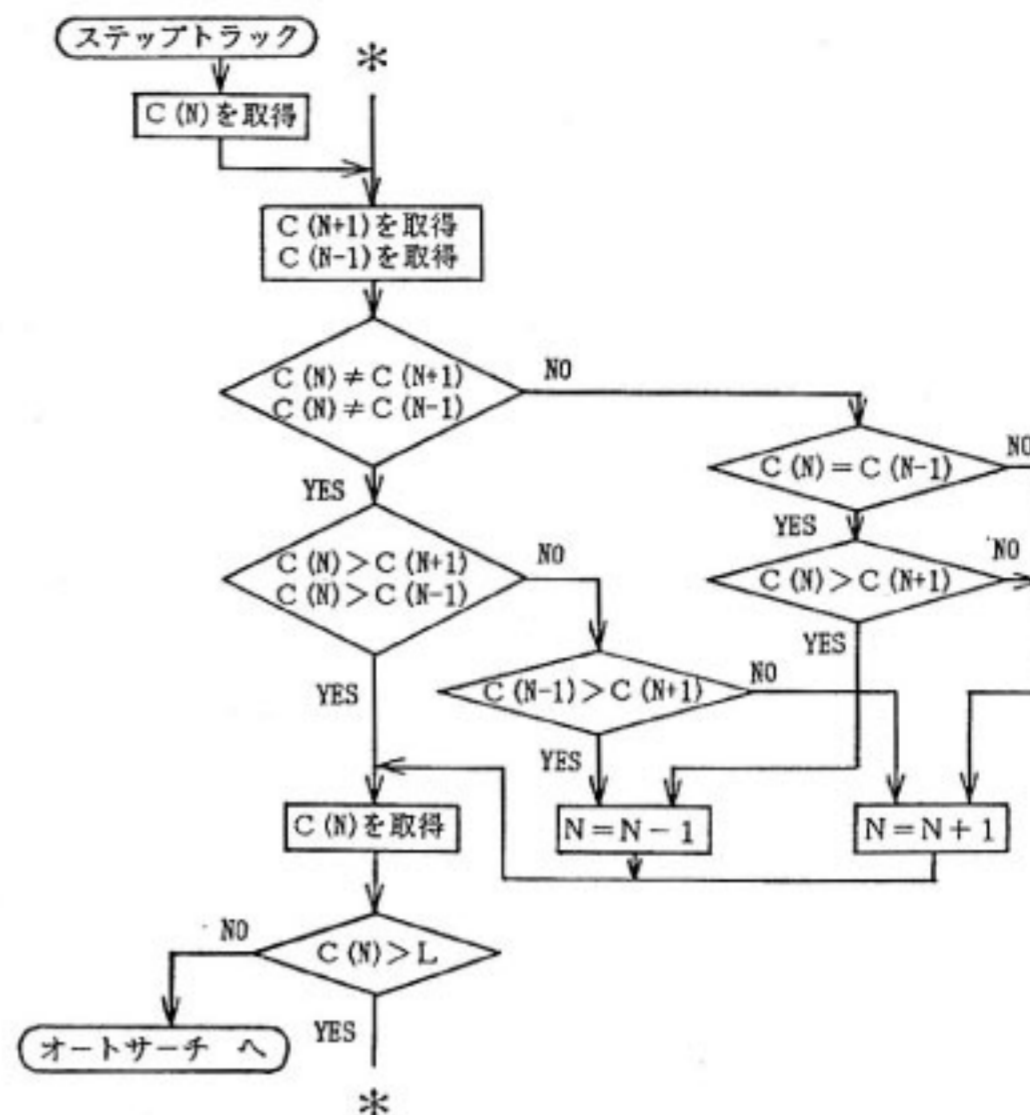 ステップトラック
*
C(N)を取得
C(N+1)を取得
C(N-1)を取得
C(N)≠C(N+1)
C(N)≠C(N-1)
NO
YES
C(N)=C(N-1)
NO
YES
C(N)>C(N+1)
C(N)>C(N-1)
NO
YES
C(N)>C(N+1)
NO
YES
C(N-1)>C(N+1)
NO
YES
C(N)を取得
N=N-1
N=N+1
C(N)>L
NO
YES
オートサーチ へ
*